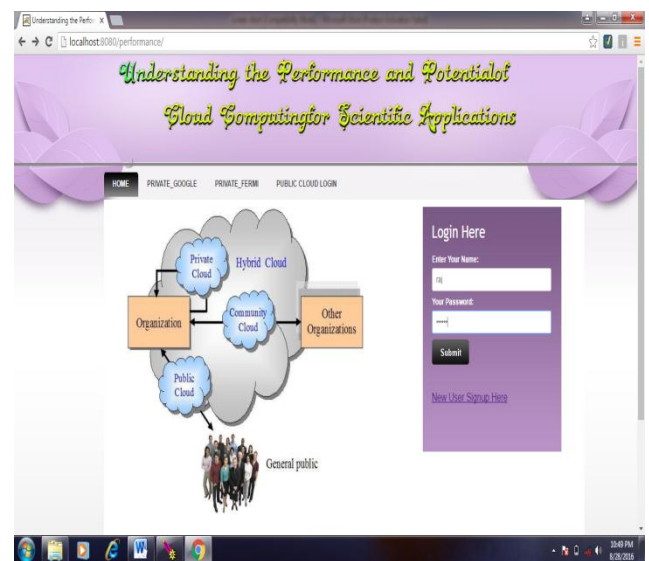 Understanding the Perfor
localhost:8080/performance/
Understanding the Performance and Potentialof
Cloud Computingfor Scientific Applications
HOME PRIVATE_GOOGLE PRIVATE_FERMI PUBLIC CLOUD LOGIN
Private
Cloud
Hybrid Cloud
Organization
Community
Cloud
Other
Organizations
Public
Cloud
General public
Login Here
Enter Your Name:
raj
Your Password:
•••••
Submit
New User Signup Here
10:49 PM
8/28/2016